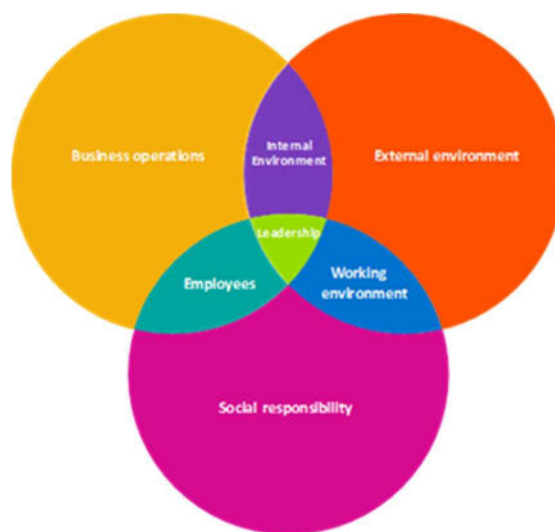 Business operations
Internal
Environment
External environment
Leadership
Employees
Working
environment
Social responsibility